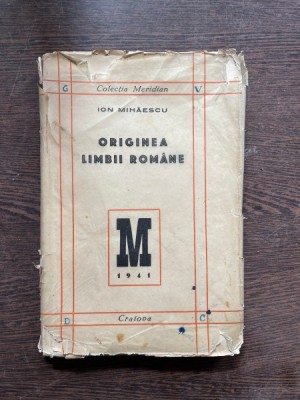 G V
Colecția Meridian
ION MIHĂESCU
ORIGINEA
LIMBII ROMÂNE
M
1941
D C
Craiova